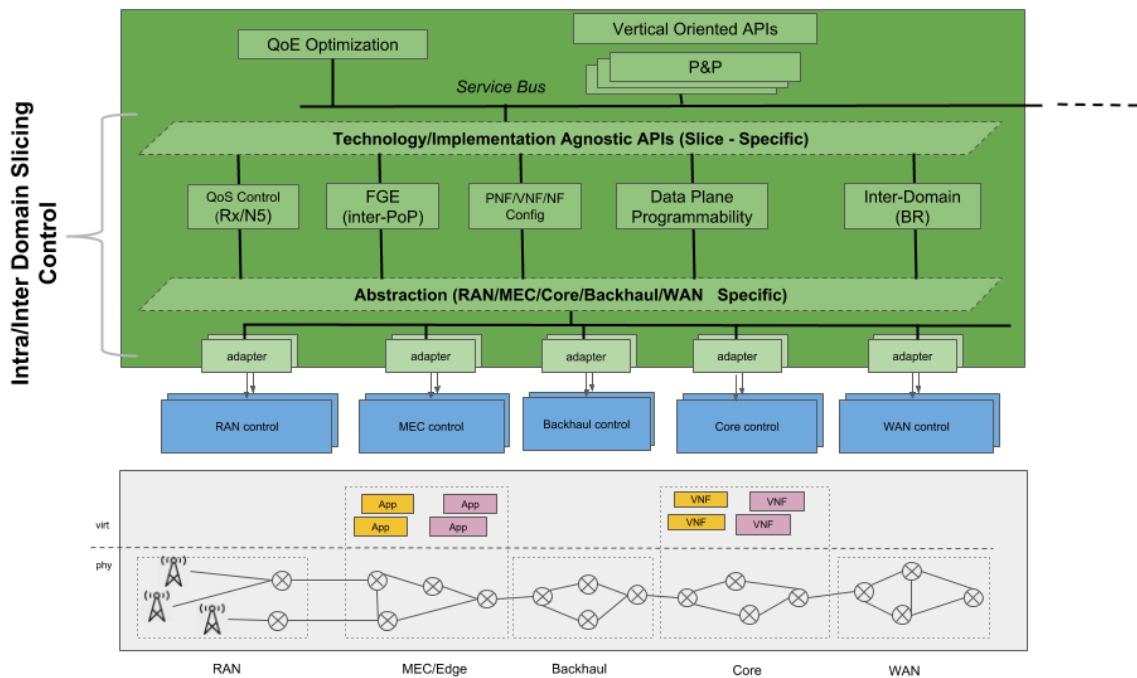 Vertical Oriented APIs
QoE Optimization
P&P
Service Bus
Intra/Inter Domain Slicing
Control
Technology/Implementation Agnostic APIs (Slice - Specific)
QoS Control
(Rx/N5)
FGE
(inter-PoP)
PNF/VNF/NF
Config
Data Plane
Programmability
Inter-Domain
(BR)
Abstraction (RAN/MEC/Core/Backhaul/WAN Specific)
adapter
adapter
adapter
adapter
adapter
RAN control
MEC control
Backhaul control
Core control
WAN control
App
App
App
App
VNF
VNF
VNF
VNF
virt
phy
RAN
MEC/Edge
Backhaul
Core
WAN